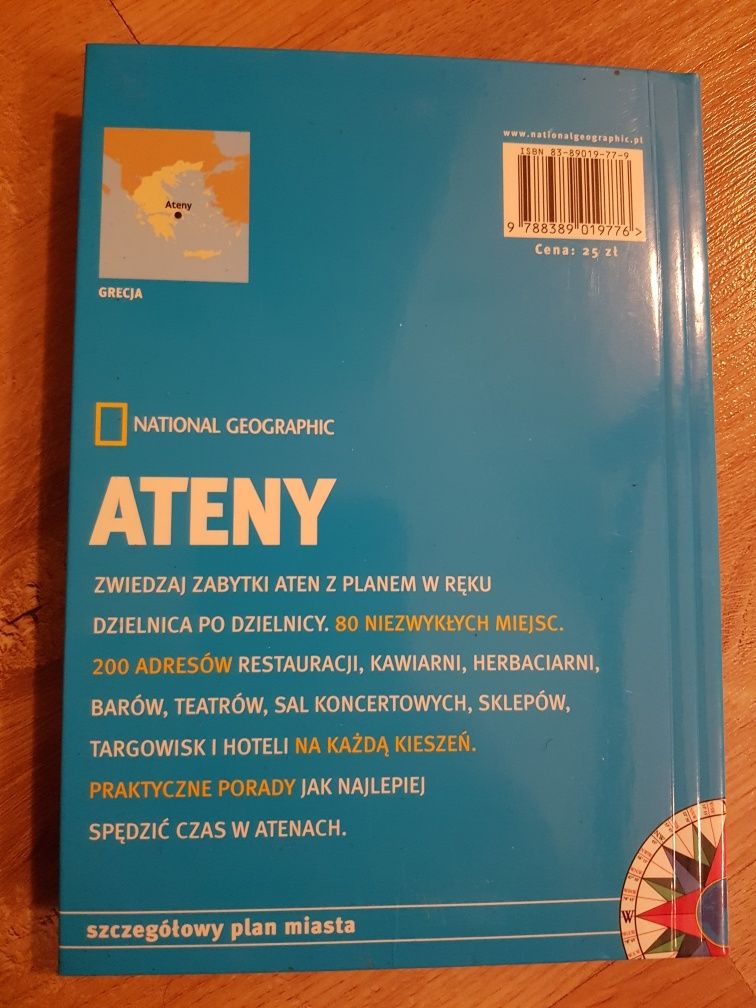 www.nationalgeographic.pl
ISBN 83-89019-77-9
9 788389 019776 >
Cena: 25 zł
Ateny
GRECJA
NATIONAL GEOGRAPHIC
ATENY
ZWIEDZAJ ZABYTKI ATEN Z PLANEM W RĘKU
DZIELNICA PO DZIELNICY. 80 NIEZWYKŁYCH MIEJSC.
200 ADRESÓW RESTAURACJI, KAWIARNI, HERBACIARNI,
BARÓW, TEATRÓW, SAL KONCERTOWYCH, SKLEPÓW,
TARGOWISK I HOTELI NA KAŻDĄ KIESZEŃ.
PRAKTYCZNE PORADY JAK NAJLEPIEJ
SPĘDZIĆ CZAS W ATENACH.
szczegółowy plan miasta
W